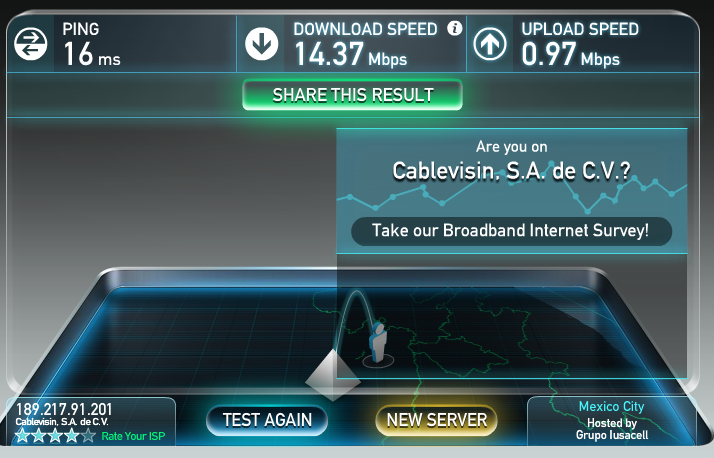 PING
16 ms
DOWNLOAD SPEED i
14.37 Mbps
UPLOAD SPEED
0.97 Mbps
SHARE THIS RESULT
Are you on
Cablevisin, S.A. de C.V.?
Take our Broadband Internet Survey!
189.217.91.201
Cablevisin, S.A. de C.V.
Rate Your ISP
TEST AGAIN
NEW SERVER
Mexico City
Hosted by
Grupo Iusacell